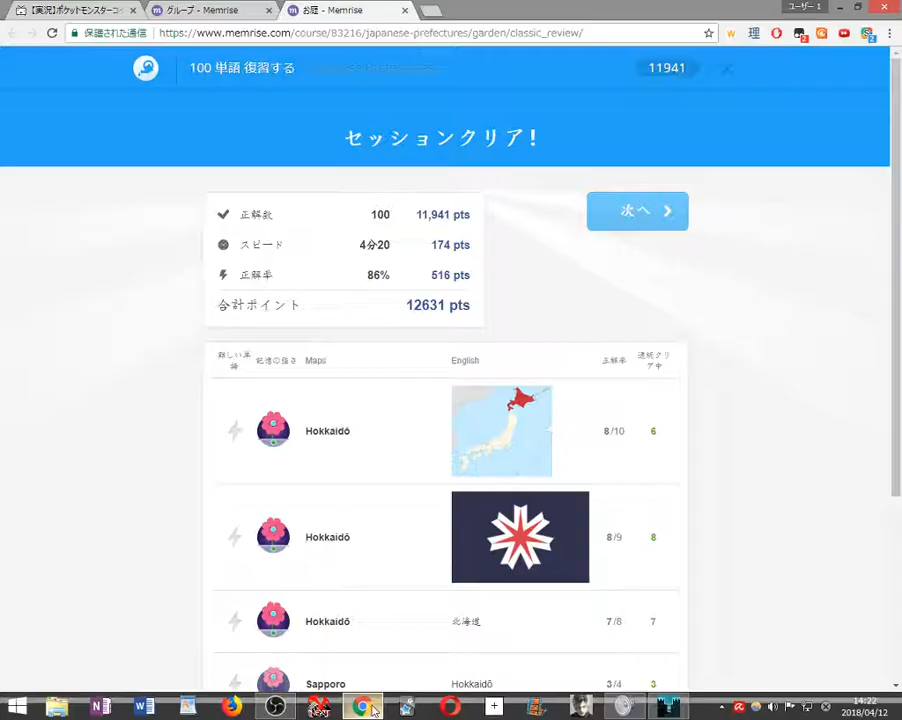 【実況】ポケットモンスターコイ
グループ - Memrise
お庭 - Memrise
ユーザー 1
保護された通信
https://www.memrise.com/course/83216/japanese-prefectures/garden/classic_review/
100 単語 復習する
11941
セッションクリア！
正解数 100 11,941 pts
次へ
スピード 4分20 174 pts
正解率 86% 516 pts
合計ポイント 12631 pts
難しい単語 記憶の強さ Maps English 正解率 連続クリア中
Hokkaidō 8/10 6
Hokkaidō 8/9 8
Hokkaidō 北海道 7/8 7
Sapporo Hokkaidō 3/4 3
14:22
2018/04/12